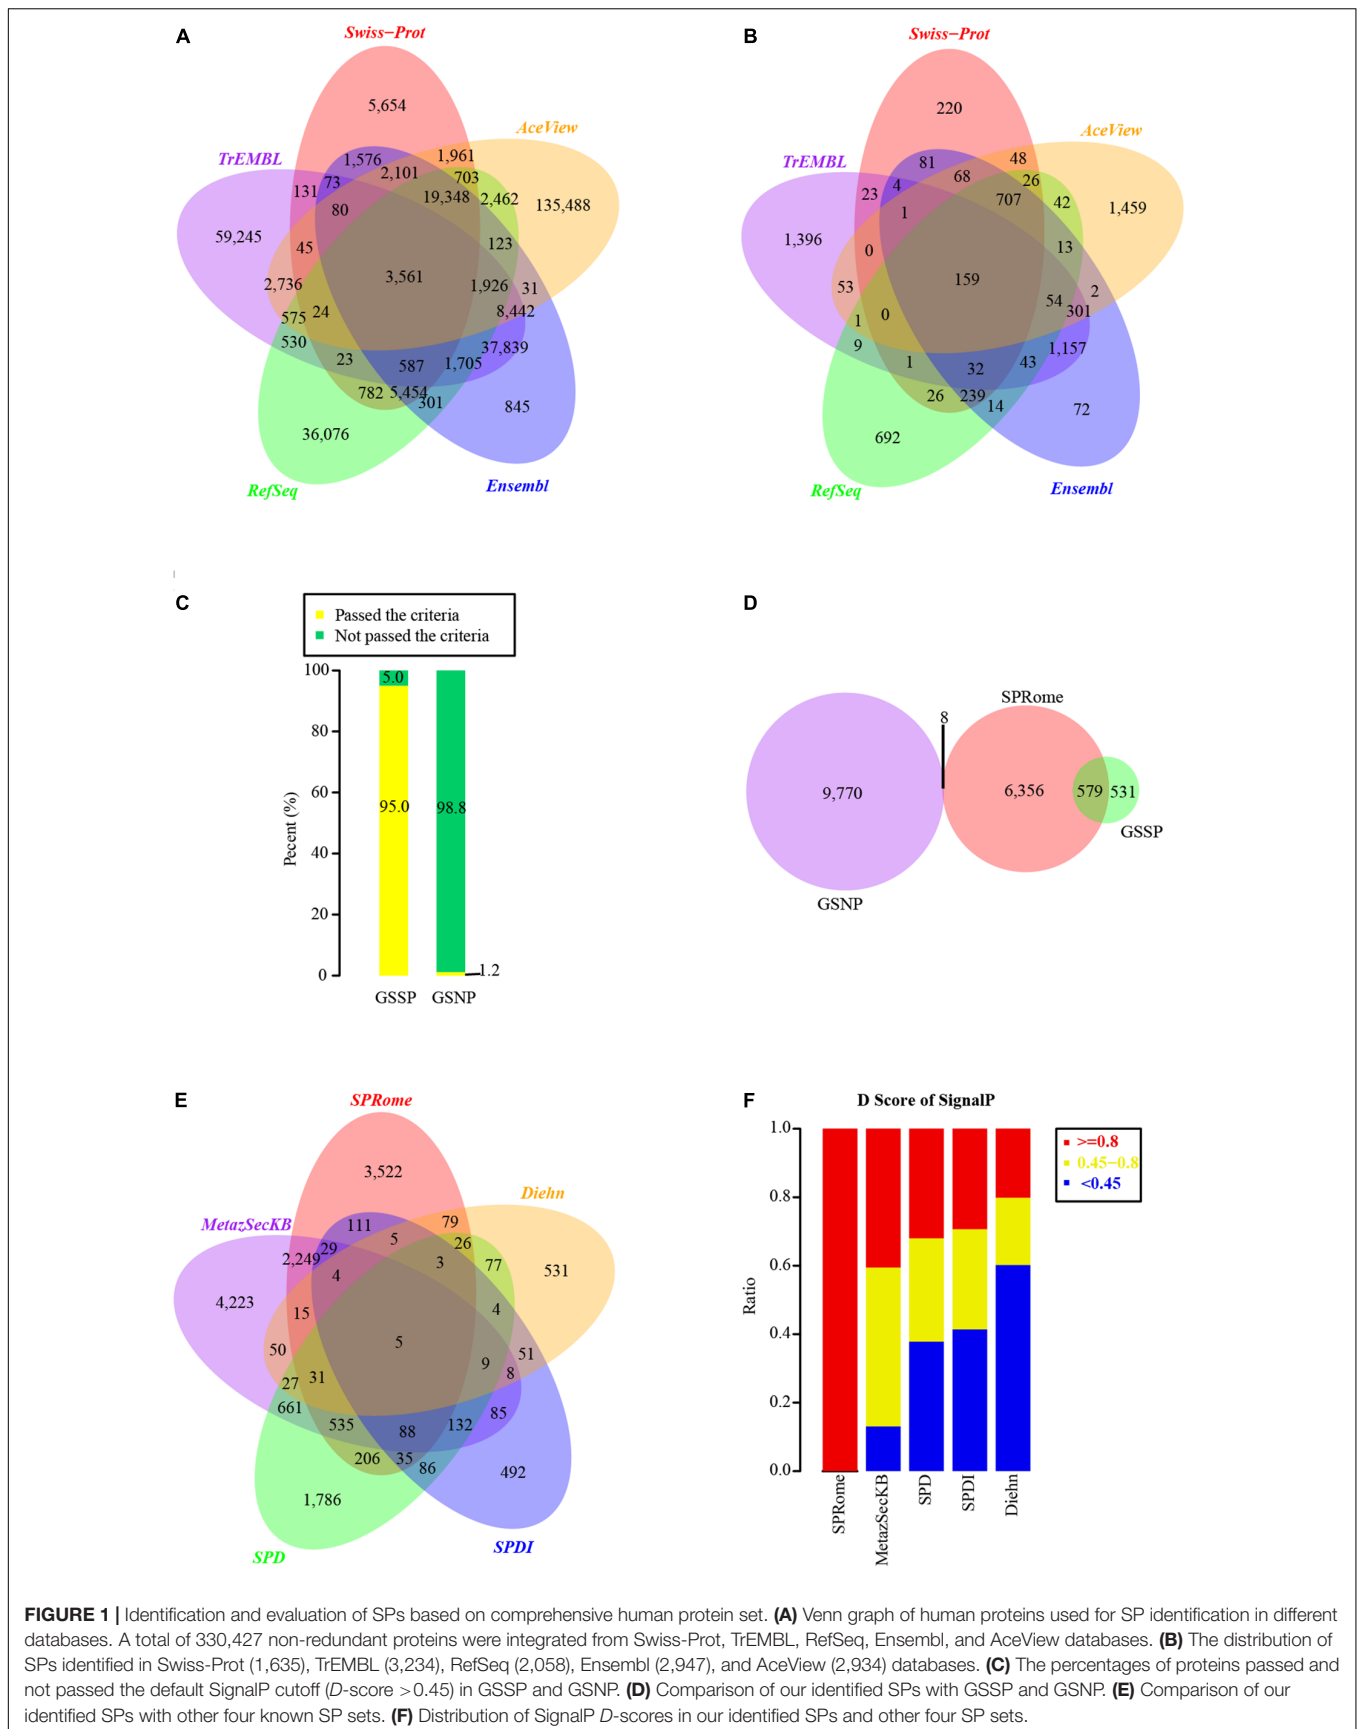 A
Swiss−Prot
5,654
AceView
TrEMBL
1,576
1,961
2,101
703
131
73
80
19,348
2,462
135,488
59,245
45
123
3,561
2,736
1,926
31
24
8,442
575
530
37,839
23
587
1,705
782
5,454
301
845
36,076
RefSeq
Ensembl
B
Swiss−Prot
220
AceView
TrEMBL
81
48
68
26
23
4
1
707
42
1,459
1,396
0
13
159
53
54
2
0
301
1
9
1,157
1
32
43
26
239
14
72
692
RefSeq
Ensembl
C
Passed the criteria
Not passed the criteria
100
80
60
40
20
0
Pecent (%)
5.0
95.0
98.8
1.2
GSSP
GSNP
D
8
SPRome
9,770
6,356
579
531
GSSP
GSNP
E
SPRome
3,522
Diehn
MetazSecKB
111
79
5
26
2,249
29
4
3
77
531
4,223
15
4
5
50
9
51
31
8
27
661
85
535
88
132
206
35
86
492
1,786
SPD
SPDI
F
D Score of SignalP
>=0.8
0.45−0.8
<0.45
1.0
0.8
0.6
0.4
0.2
0.0
Ratio
SPRome
MetazSecKB
SPD
SPDI
Diehn
FIGURE 1 | Identification and evaluation of SPs based on comprehensive human protein set. (A) Venn graph of human proteins used for SP identification in different
databases. A total of 330,427 non-redundant proteins were integrated from Swiss-Prot, TrEMBL, RefSeq, Ensembl, and AceView databases. (B) The distribution of
SPs identified in Swiss-Prot (1,635), TrEMBL (3,234), RefSeq (2,058), Ensembl (2,947), and AceView (2,934) databases. (C) The percentages of proteins passed and
not passed the default SignalP cutoff (D-score >0.45) in GSSP and GSNP. (D) Comparison of our identified SPs with GSSP and GSNP. (E) Comparison of our
identified SPs with other four known SP sets. (F) Distribution of SignalP D-scores in our identified SPs and other four SP sets.